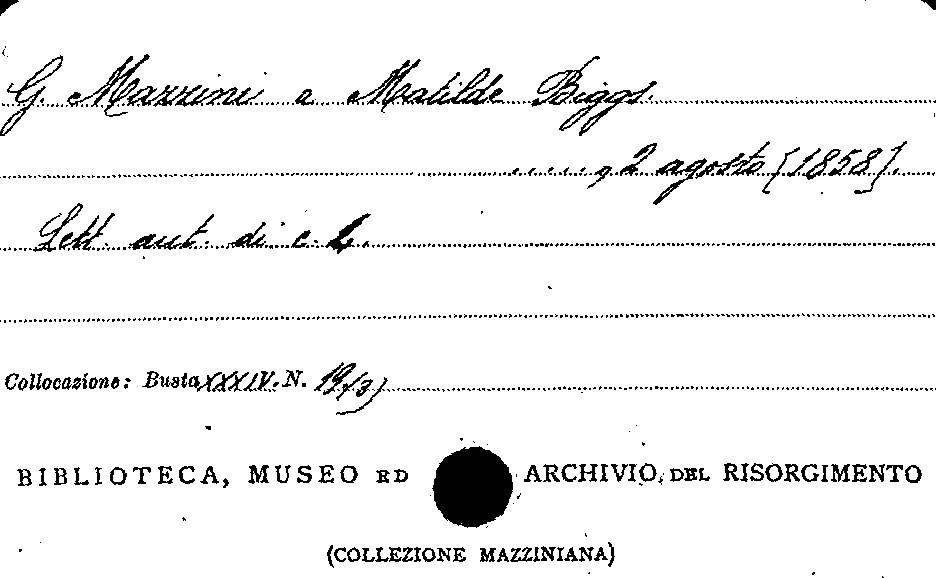 G. Mazzini a Matilde Biggs.
....., 2 agosto [1858].
Lett. aut. di c.
Collocazione: Busta XXXIV. N. 19/3)
BIBLIOTECA, MUSEO ED ARCHIVIO DEL RISORGIMENTO
(COLLEZIONE MAZZINIANA)